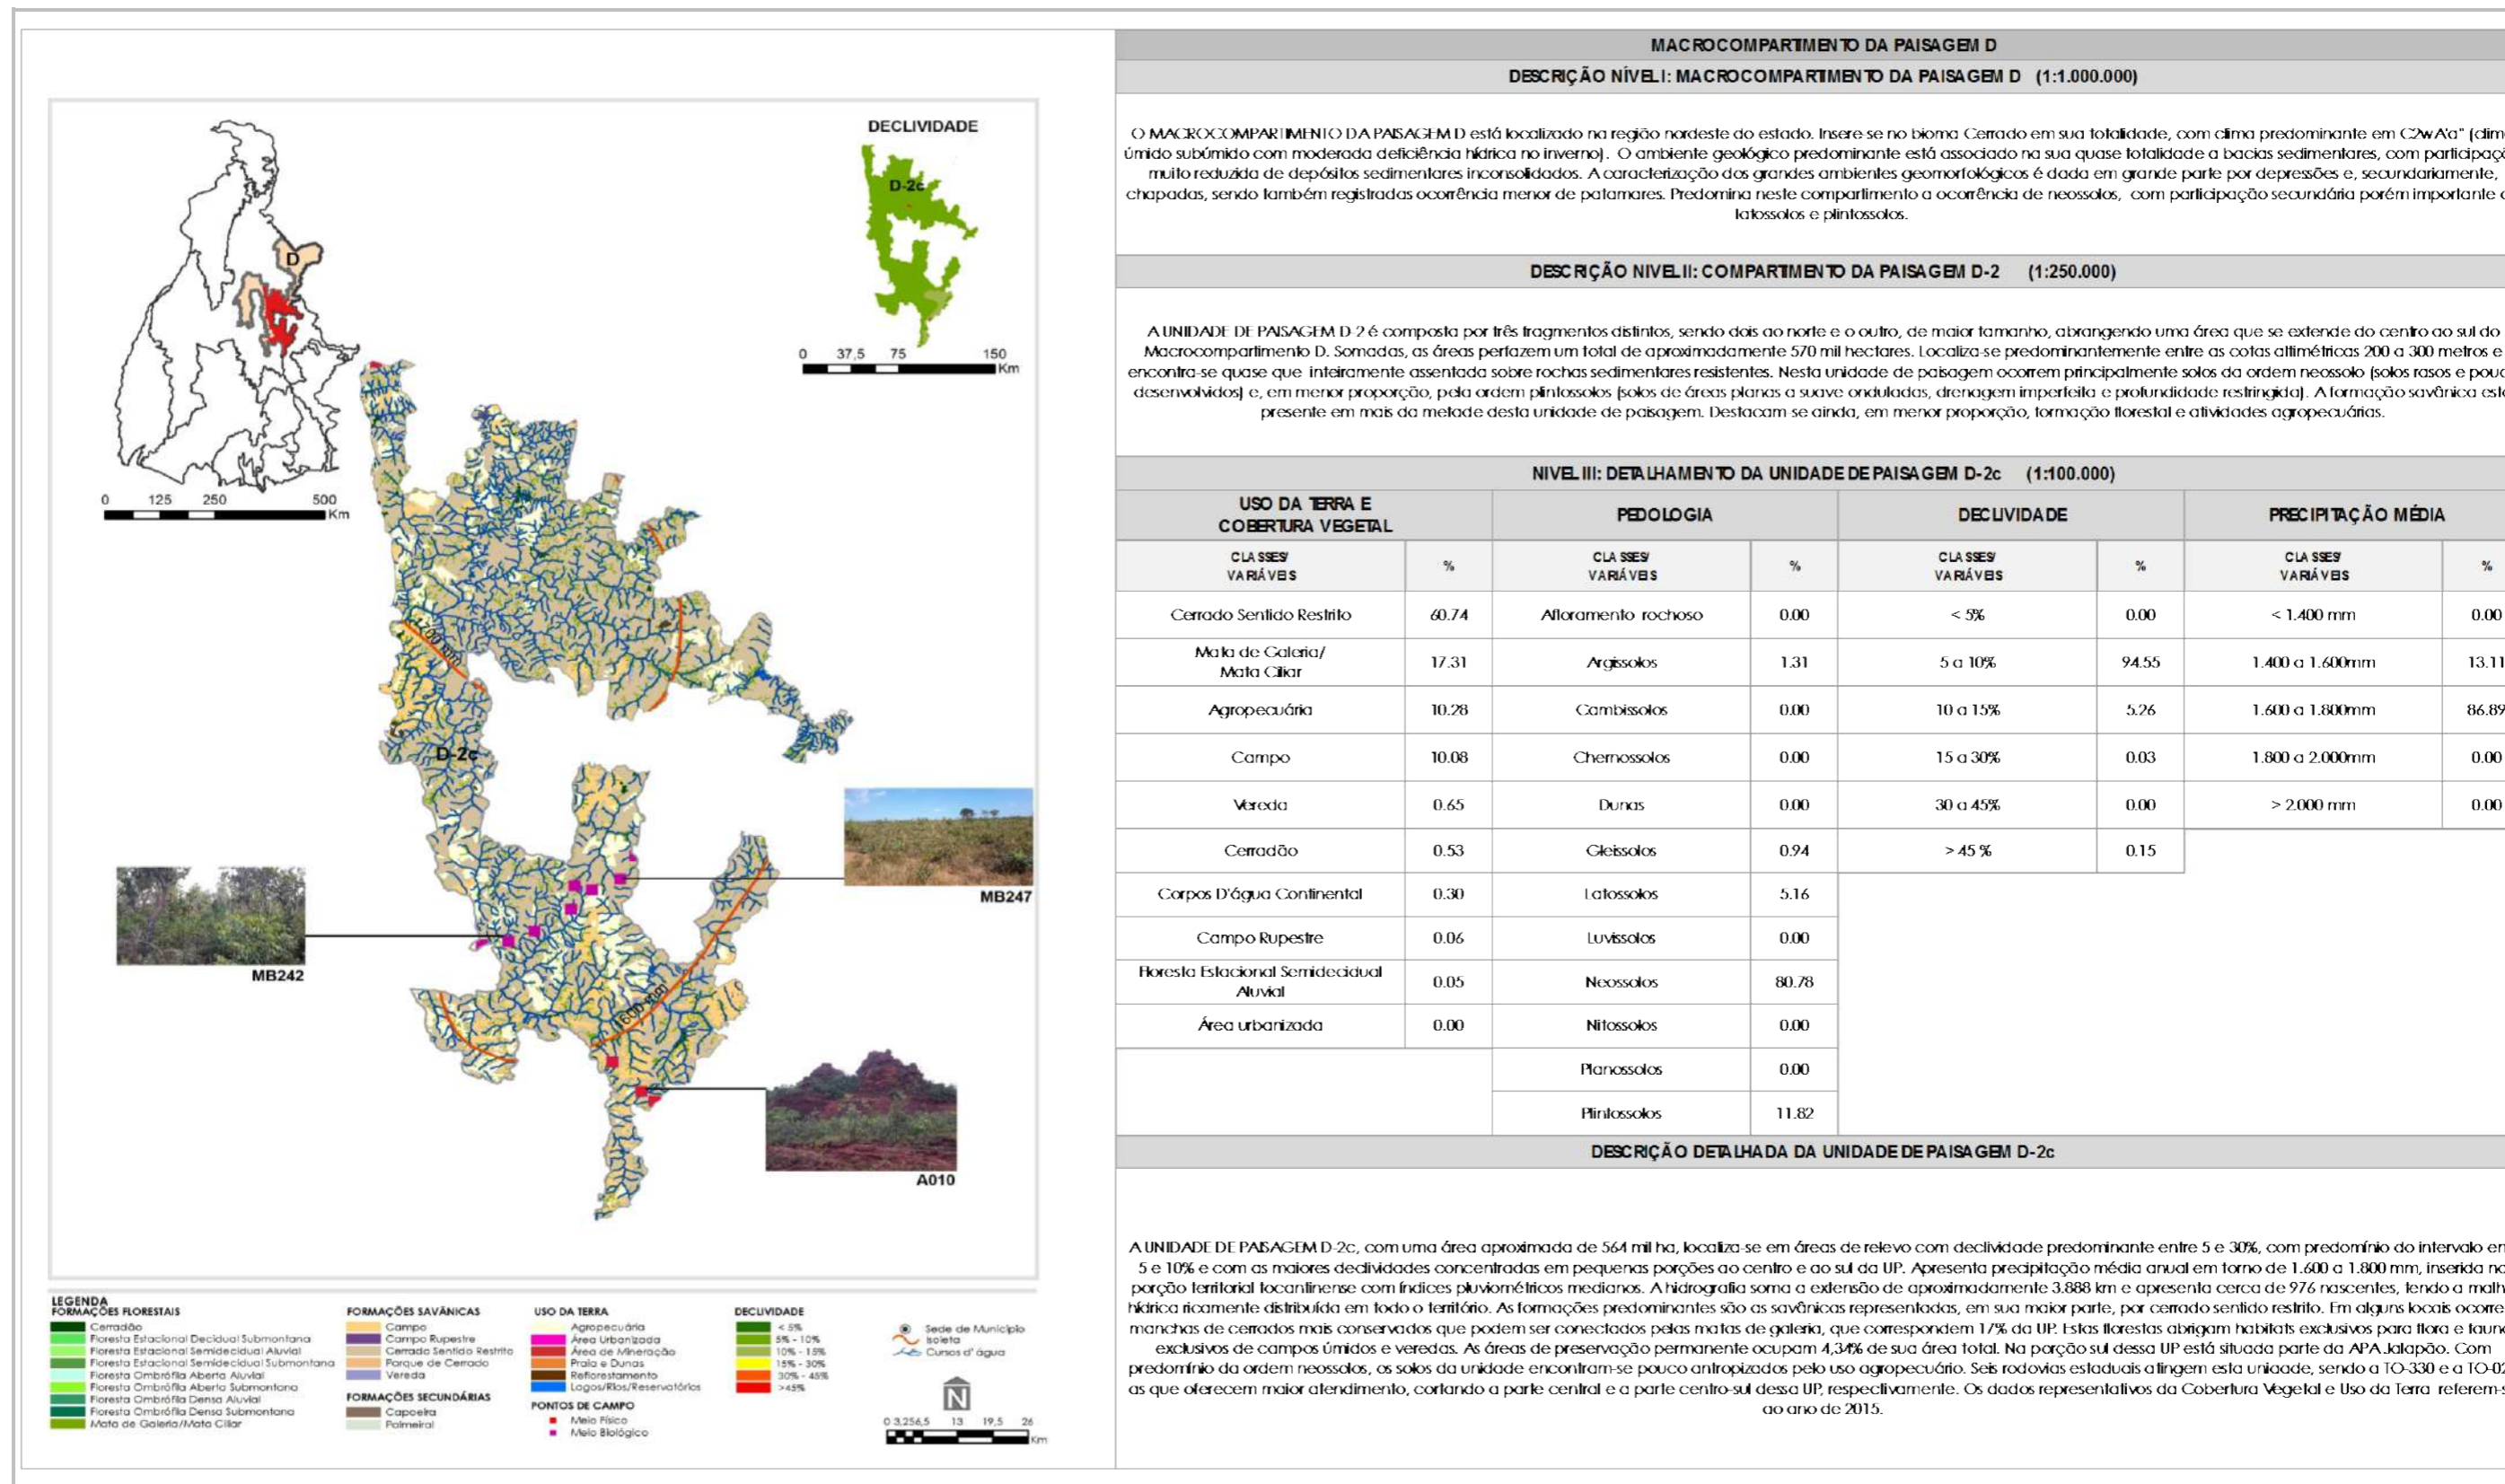 DECLIVIDADE
D-2c
0 37,5 75 150
Km
D
0 125 250 500
Km
1700 mm
D-2c
MB247
MB242
1600 mm
A010
LEGENDA
FORMAÇÕES FLORESTAIS
Cerradão
Floresta Estacional Decidual Submontana
Floresta Estacional Semidecidual Aluvial
Floresta Estacional Semidecidual Submontana
Floresta Ombrófila Aberta Aluvial
Floresta Ombrófila Aberta Submontana
Floresta Ombrófila Densa Aluvial
Floresta Ombrófila Densa Submontana
Mata de Galeria/Mata Ciliar
FORMAÇÕES SAVÂNICAS
Campo
Campo Rupestre
Cerrado Sentido Restrito
Parque de Cerrado
Vereda
FORMAÇÕES SECUNDÁRIAS
Capoeira
Palmeiral
USO DA TERRA
Agropecuária
Área Urbanizada
Área de Mineração
Praia e Dunas
Reflorestamento
Lagos/Rios/Reservatórios
PONTOS DE CAMPO
Meio Físico
Meio Biológico
DECLIVIDADE
< 5%
5% - 10%
10% - 15%
15% - 30%
30% - 45%
>45%
Sede de Município
Isoieta
Cursos d' água
N
0 3,25 6,5 13 19,5 26
Km
MACROCOMPARTIMENTO DA PAISAGEM D
DESCRIÇÃO NÍVEL I: MACROCOMPARTIMENTO DA PAISAGEM D (1:1.000.000)
O MACROCOMPARTIMENTO DA PAISAGEM D está localizado na região nordeste do estado. Insere se no bioma Cerrado em sua totalidade, com clima predominante em C2wA'a" (clim
úmido subúmido com moderada deficiência hídrica no inverno). O ambiente geológico predominante está associado na sua quase totalidade a bacias sedimentares, com participaçã
muito reduzida de depósitos sedimentares inconsolidados. A caracterização dos grandes ambientes geomorfológicos é dada em grande parte por depressões e, secundariamente,
chapadas, sendo também registradas ocorrência menor de patamares. Predomina neste compartimento a ocorrência de neossolos, com participação secundária porém importante
latossolos e plintossolos.
DESCRIÇÃO NIVEL II: COMPARTIMENTO DA PAISAGEM D-2 (1:250.000)
A UNIDADE DE PAISAGEM D-2 é composta por três fragmentos distintos, sendo dois ao norte e o outro, de maior tamanho, abrangendo uma área que se extende do centro ao sul do
Macrocompartimento D. Somadas, as áreas perfazem um total de aproximadamente 570 mil hectares. Localiza-se predominantemente entre as cotas altimétricas 200 a 300 metros e
encontra-se quase que inteiramente assentada sobre rochas sedimentares resistentes. Nesta unidade de paisagem ocorrem principalmente solos da ordem neossolo (solos rasos e pouc
desenvolvidos) e, em menor proporção, pela ordem plintossolos (solos de áreas planas a suave onduladas, drenagem imperfeita e profundidade restringida). A formação savânica est
presente em mais da metade desta unidade de paisagem. Destacam-se ainda, em menor proporção, formação florestal e atividades agropecuárias.
NIVEL III: DETALHAMENTO DA UNIDADE DE PAISAGEM D-2c (1:100.000)
USO DA TERRA E COBERTURA VEGETAL PEDOLOGIA DECLIVIDADE PRECIPITAÇÃO MÉDIA
CLASSES/ VARIÁVEIS % CLASSES/ VARIÁVEIS % CLASSES/ VARIÁVEIS % CLASSES/ VARIÁVEIS %
Cerrado Sentido Restrito 60.74 Afloramento rochoso 0.00 < 5% 0.00 < 1.400 mm 0.00
Mata de Galeria/ Mata Ciliar 17.31 Argissolos 1.31 5 a 10% 94.55 1.400 a 1.600mm 13.11
Agropecuária 10.28 Cambissolos 0.00 10 a 15% 5.26 1.600 a 1.800mm 86.89
Campo 10.08 Chernossolos 0.00 15 a 30% 0.03 1.800 a 2.000mm 0.00
Vereda 0.65 Dunas 0.00 30 a 45% 0.00 > 2.000 mm 0.00
Cerradão 0.53 Gleissolos 0.94 > 45 % 0.15
Corpos D'água Continental 0.30 Latossolos 5.16
Campo Rupestre 0.06 Luvissolos 0.00
Floresta Estacional Semidecidual Aluvial 0.05 Neossolos 80.78
Área urbanizada 0.00 Nitossolos 0.00
Planossolos 0.00
Plintossolos 11.82
DESCRIÇÃO DETALHADA DA UNIDADE DE PAISAGEM D-2c
A UNIDADE DE PAISAGEM D-2c, com uma área aproximada de 564 mil ha, localiza-se em áreas de relevo com declividade predominante entre 5 e 30%, com predomínio do intervalo en
5 e 10% e com as maiores declividades concentradas em pequenas porções ao centro e ao sul da UP. Apresenta precipitação média anual em torno de 1.600 a 1.800 mm, inserida na
porção territorial tocantinense com índices pluviométricos medianos. A hidrografia soma a extensão de aproximadamente 3.888 km e apresenta cerca de 976 nascentes, tendo a malh
hídrica ricamente distribuída em todo o território. As formações predominantes são as savânicas representadas, em sua maior parte, por cerrado sentido restrito. Em alguns locais ocorre
manchas de cerrados mais conservados que podem ser conectados pelas matas de galeria, que correspondem 17% da UP. Estas florestas abrigam habitats exclusivos para flora e faun
exclusivos de campos úmidos e veredas. As áreas de preservação permanente ocupam 4,34% de sua área total. Na porção sul dessa UP está situada parte da APA Jalapão. Com
predomínio da ordem neossolos, os solos da unidade encontram-se pouco antropizados pelo uso agropecuário. Seis rodovias estaduais atingem esta unidade, sendo a TO-330 e a TO-02
as que oferecem maior atendimento, cortando a parte central e a parte centro-sul dessa UP, respectivamente. Os dados representativos da Cobertura Vegetal e Uso da Terra referem-s
ao ano de 2015.